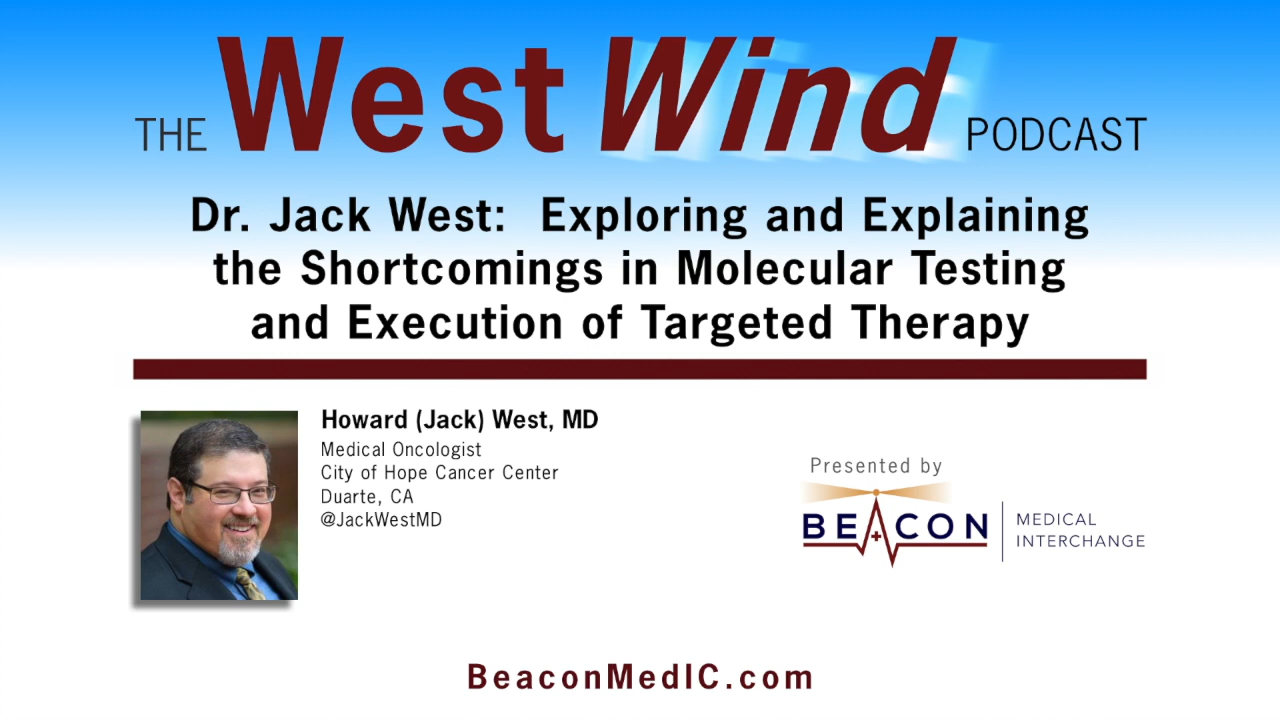 THE West Wind PODCAST
Dr. Jack West: Exploring and Explaining
the Shortcomings in Molecular Testing
and Execution of Targeted Therapy
Howard (Jack) West, MD
Medical Oncologist
City of Hope Cancer Center
Duarte, CA
@JackWestMD
Presented by
BEACON
MEDICAL
INTERCHANGE
BeaconMedIC.com